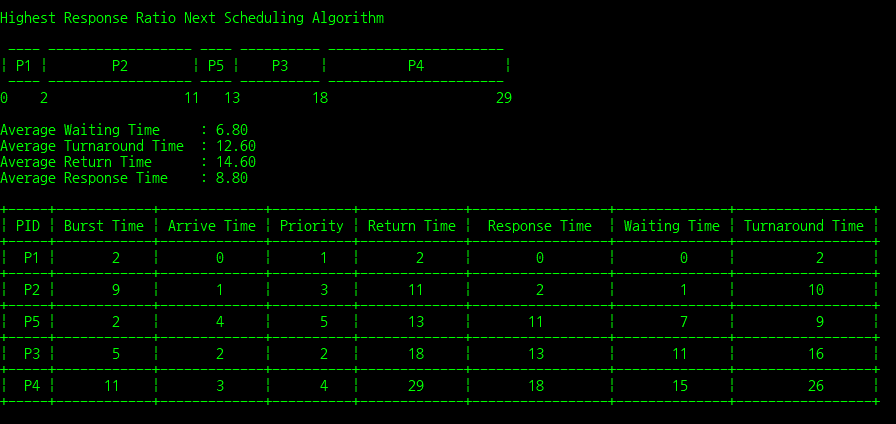 Highest Response Ratio Next Scheduling Algorithm
 ---- ------------------ ---- ---------- ----------------------
¦ P1 ¦        P2        ¦ P5 ¦    P3    ¦          P4          ¦
 ---- ------------------ ---- ---------- ----------------------
0    2                 11   13         18                     29
Average Waiting Time     : 6.80
Average Turnaround Time  : 12.60
Average Return Time      : 14.60
Average Response Time    : 8.80
+-----+------------+-------------+----------+-------------+-----------------+--------------+-----------------+
¦ PID ¦ Burst Time ¦ Arrive Time ¦ Priority ¦ Return Time ¦  Response Time  ¦ Waiting Time ¦ Turnaround Time ¦
+-----+------------+-------------+----------+-------------+-----------------+--------------+-----------------+
¦  P1 ¦       2    ¦       0     ¦     1    ¦       2     ¦        0        ¦       0      ¦         2       ¦
+-----+------------+-------------+----------+-------------+-----------------+--------------+-----------------+
¦  P2 ¦       9    ¦       1     ¦     3    ¦      11     ¦        2        ¦       1      ¦        10       ¦
+-----+------------+-------------+----------+-------------+-----------------+--------------+-----------------+
¦  P5 ¦       2    ¦       4     ¦     5    ¦      13     ¦       11        ¦       7      ¦         9       ¦
+-----+------------+-------------+----------+-------------+-----------------+--------------+-----------------+
¦  P3 ¦       5    ¦       2     ¦     2    ¦      18     ¦       13        ¦      11      ¦        16       ¦
+-----+------------+-------------+----------+-------------+-----------------+--------------+-----------------+
¦  P4 ¦      11    ¦       3     ¦     4    ¦      29     ¦       18        ¦      15      ¦        26       ¦
+-----+------------+-------------+----------+-------------+-----------------+--------------+-----------------+